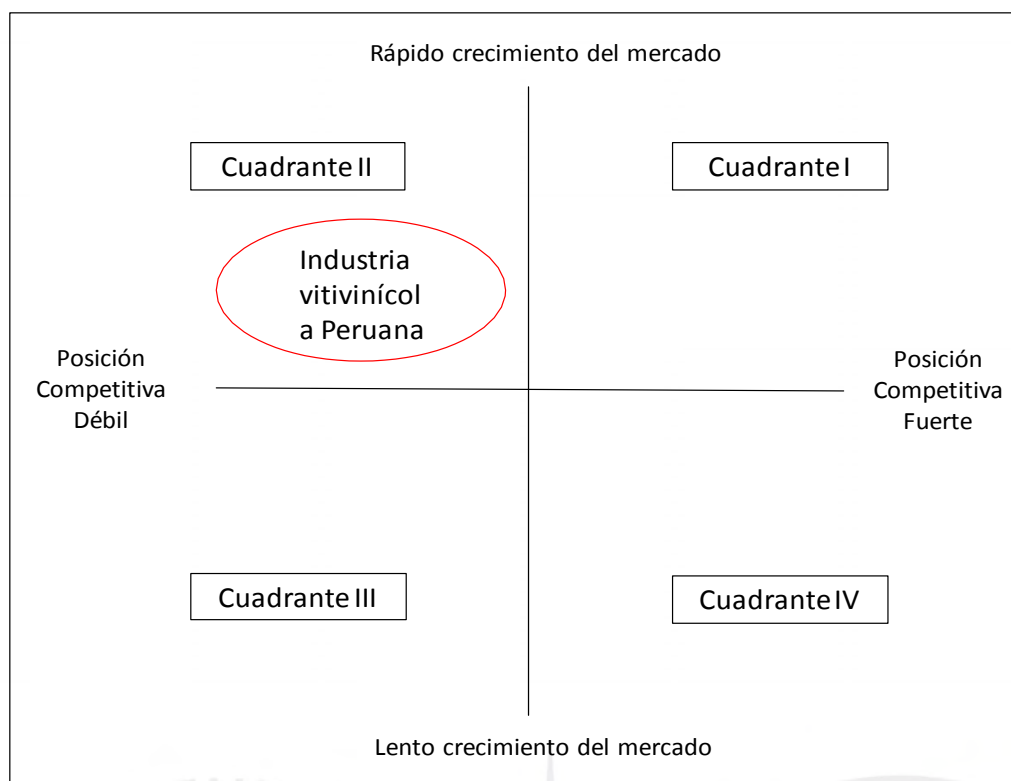 Rápido crecimiento del mercado
Cuadrante II
Cuadrante I
Industria
vitivinícol
a Peruana
Posición
Competitiva
Débil
Posición
Competitiva
Fuerte
Cuadrante III
Cuadrante IV
Lento crecimiento del mercado